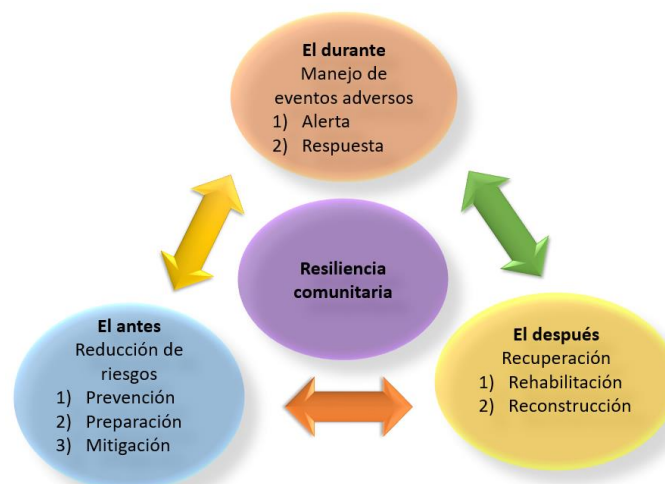 El durante
Manejo de
eventos adversos
1) Alerta
2) Respuesta
Resiliencia
comunitaria
El antes
Reducción de
riesgos
1) Prevención
2) Preparación
3) Mitigación
El después
Recuperación
1) Rehabilitación
2) Reconstrucción